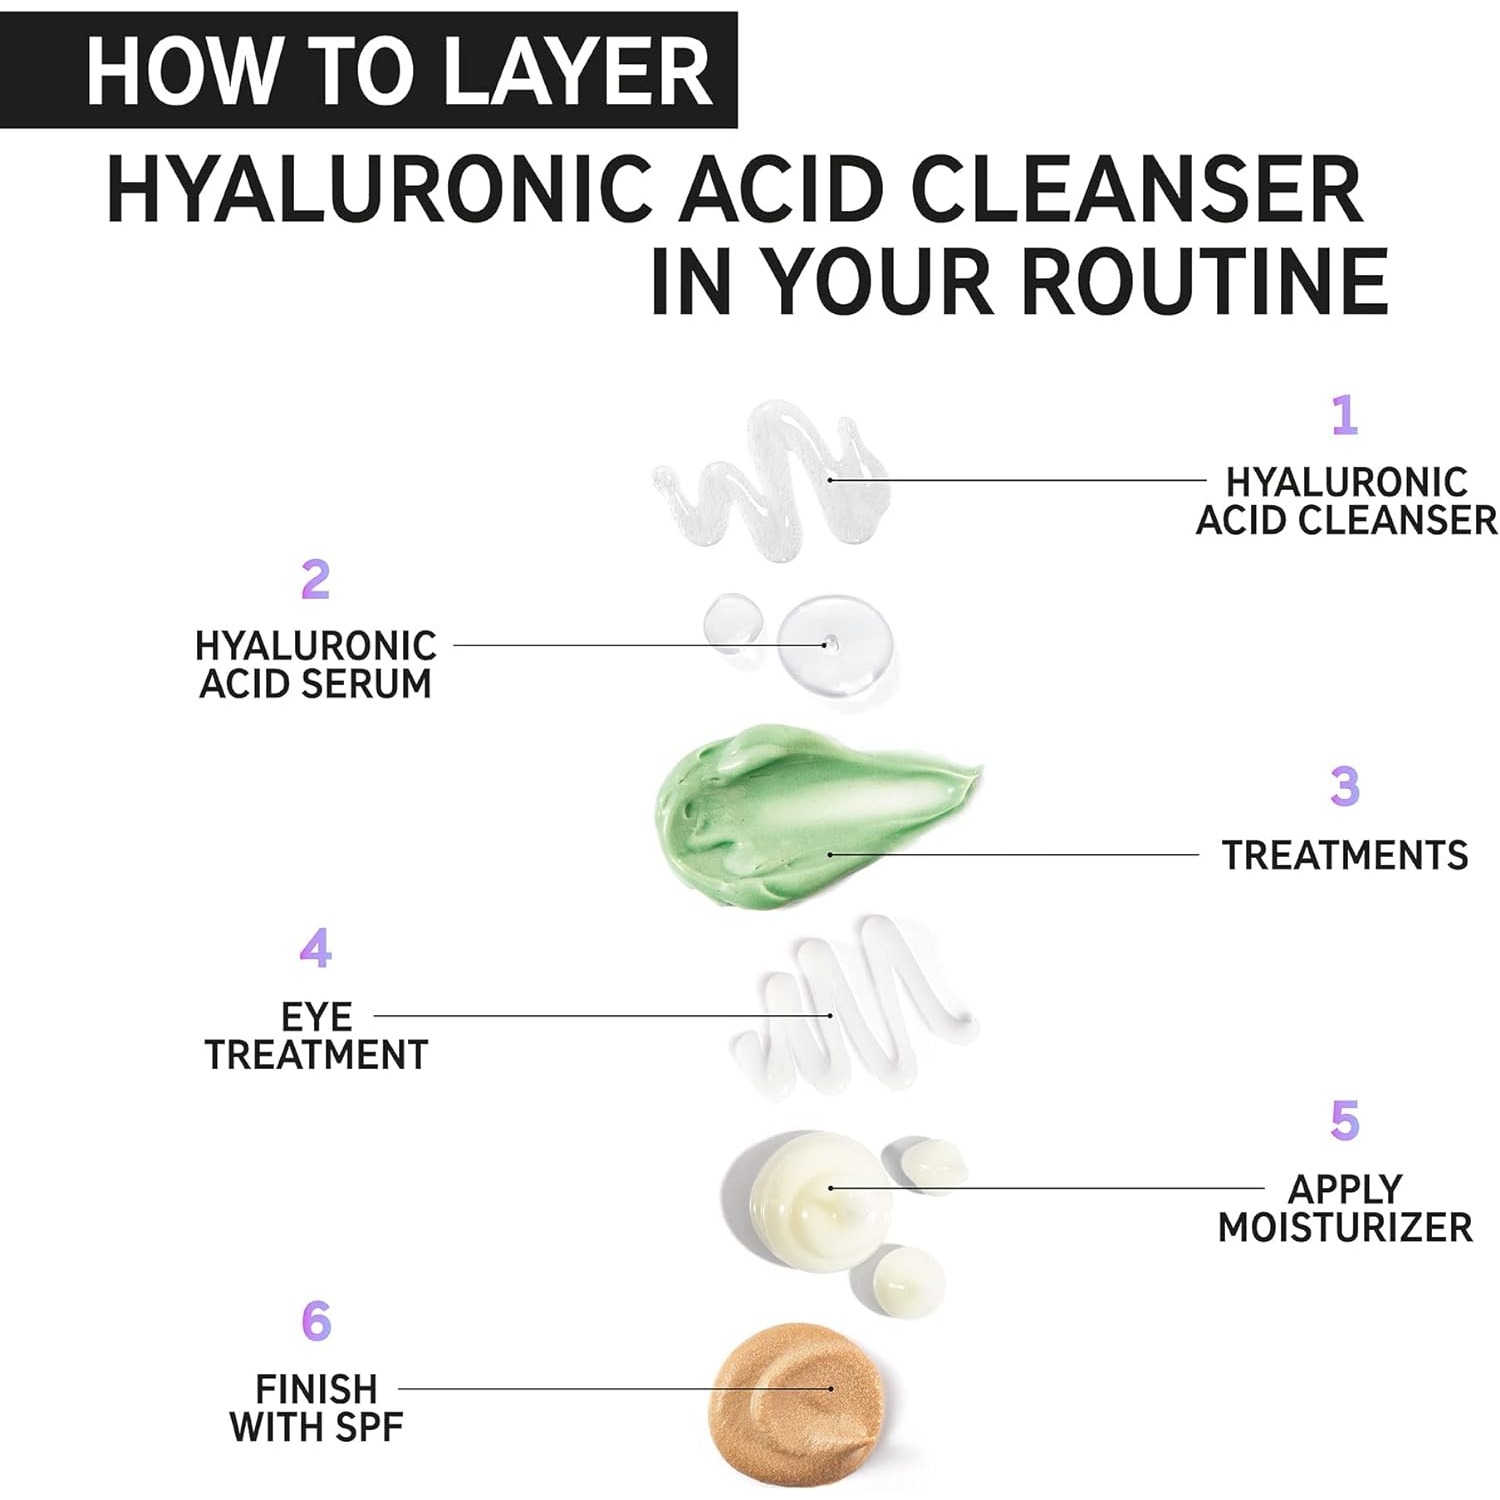 HOW TO LAYER
HYALURONIC ACID CLEANSER
IN YOUR ROUTINE
1
HYALURONIC
ACID CLEANSER
2
HYALURONIC
ACID SERUM
3
TREATMENTS
4
EYE
TREATMENT
5
APPLY
MOISTURIZER
6
FINISH
WITH SPF